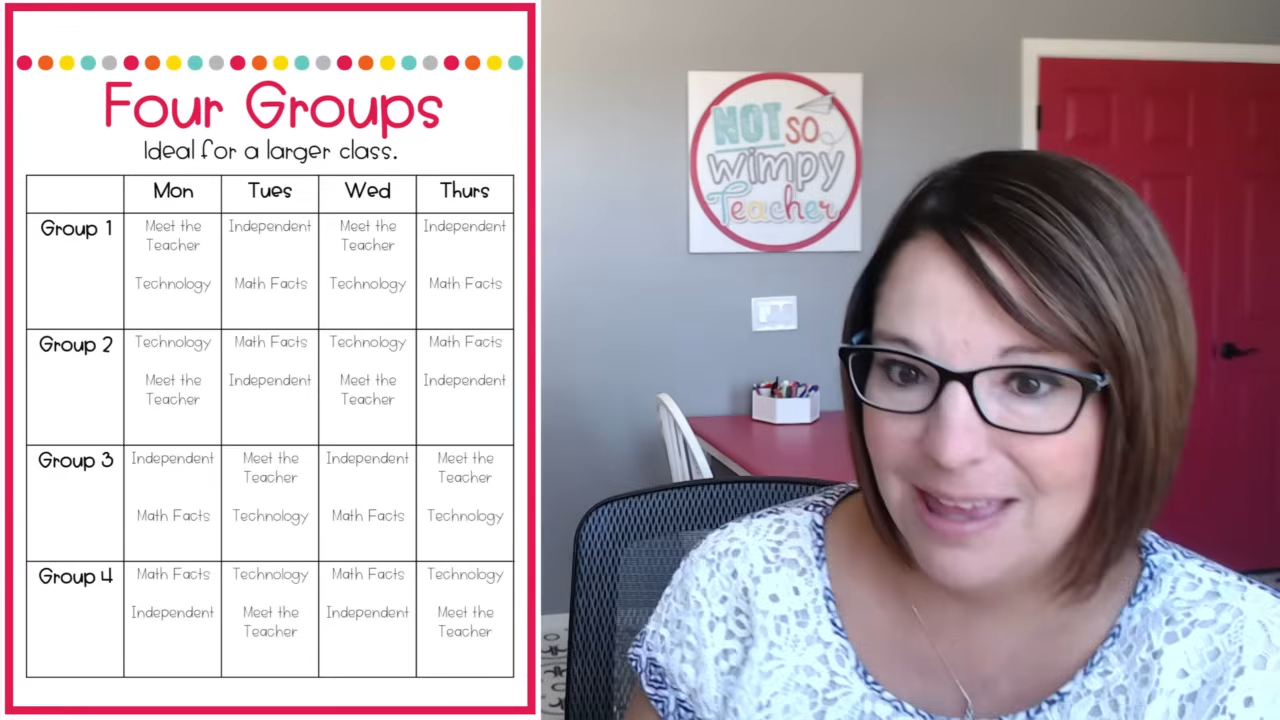 Four Groups
Ideal for a larger class.
Mon Tues Wed Thurs
Group 1 Meet the Teacher Independent Meet the Teacher Independent
Technology Math Facts Technology Math Facts
Group 2 Technology Math Facts Technology Math Facts
Meet the Teacher Independent Meet the Teacher Independent
Group 3 Independent Meet the Teacher Independent Meet the Teacher
Math Facts Technology Math Facts Technology
Group 4 Math Facts Technology Math Facts Technology
Independent Meet the Teacher Independent Meet the Teacher
NOT SO
wimpy
Teacher